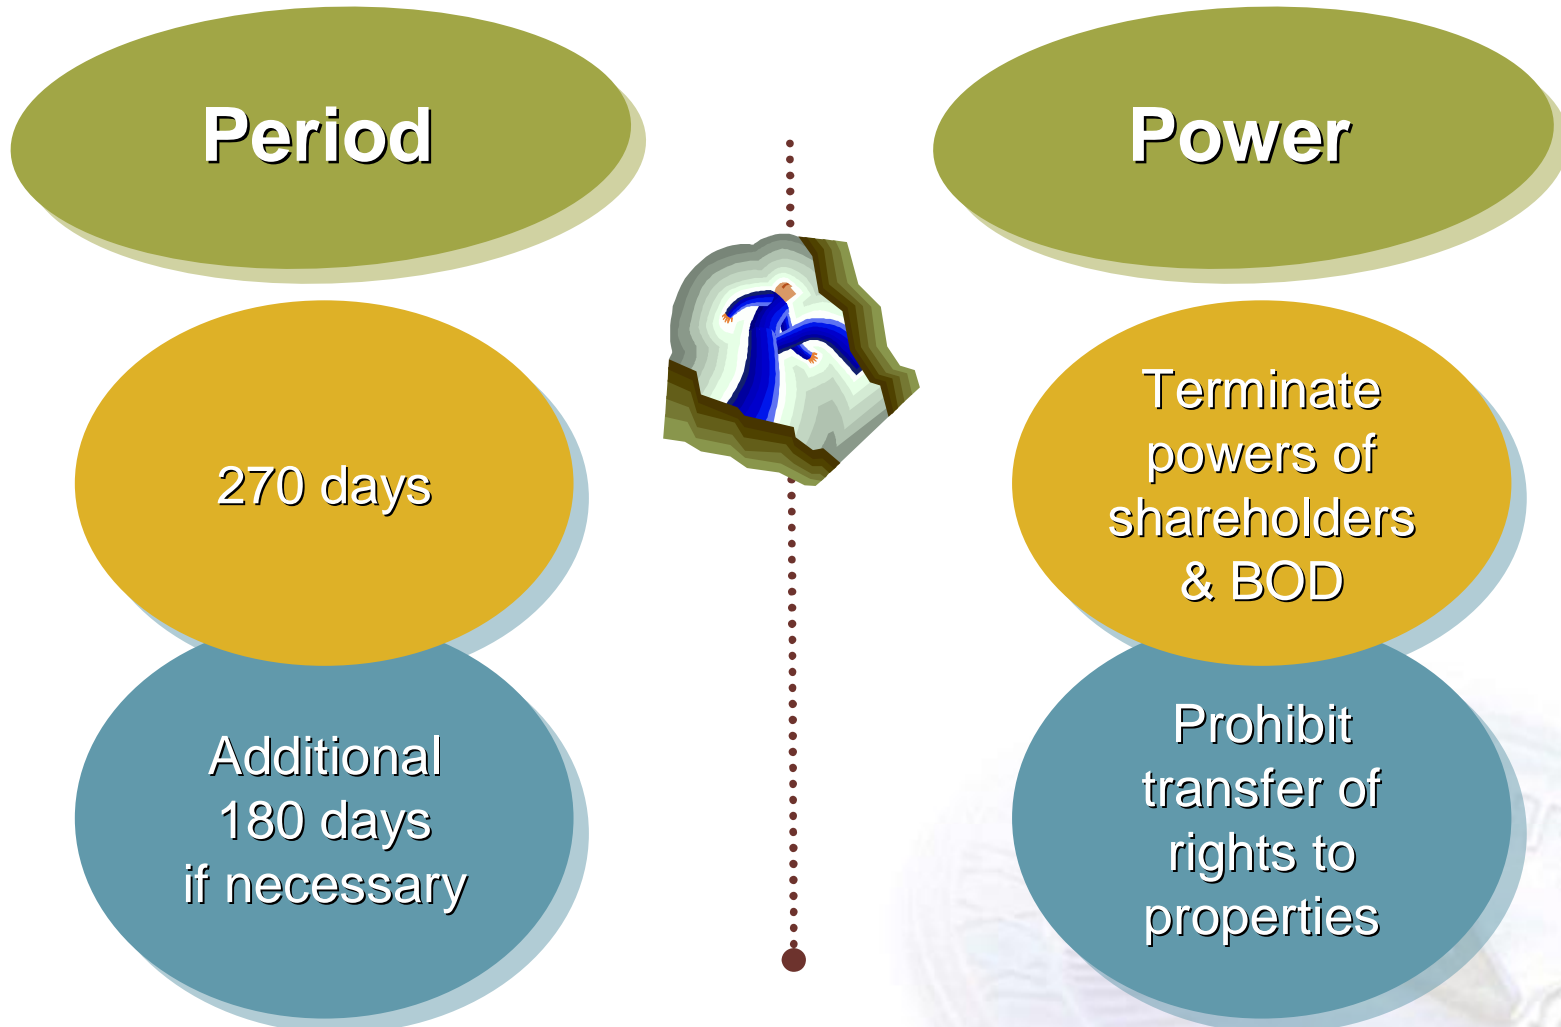 Period
270 days
Additional
180 days
if necessary
Power
Terminate
powers of
shareholders
& BOD
Prohibit
transfer of
rights to
properties